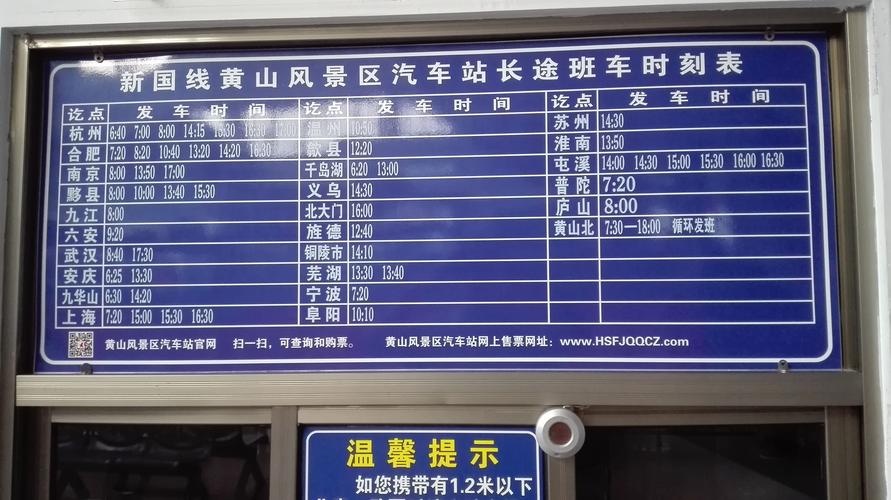 新国线黄山风景区汽车站长途班车时刻表
讫点 发车时间 讫点 发车时间 讫点 发车时间
杭州 6:40 7:00 8:00 14:15 15:30 16:30 17:00 温州 10:50 苏州 14:30
合肥 7:20 8:20 10:40 13:20 14:20 16:30 歙县 12:20 淮南 13:50
南京 8:00 13:50 17:00 千岛湖 6:20 13:00 屯溪 14:00 14:30 15:00 15:30 16:00 16:30
黟县 8:00 10:00 13:40 15:30 义乌 14:30 普陀 7:20
九江 8:00 北大门 16:00 庐山 8:00
六安 9:20 旌德 12:40 黄山北 7:30—18:00 循环发班
武汉 8:40 17:30 铜陵市 14:10
安庆 6:25 13:30 芜湖 13:30 13:40
九华山 6:30 14:20 宁波 7:20
上海 7:20 15:00 15:30 16:30 阜阳 10:10
黄山风景区汽车站官网 扫一扫，可查询和购票。 黄山风景区汽车站网上售票网址：www.HSFJQQCZ.com
温馨提示
如您携带有1.2米以下